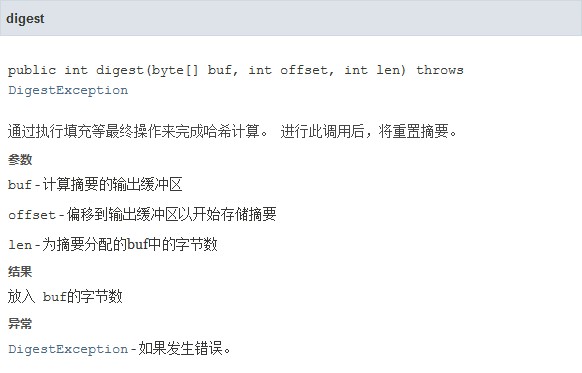 digest
public int digest(byte[] buf, int offset, int len) throws
DigestException
通过执行填充等最终操作来完成哈希计算。 进行此调用后，将重置摘要。
参数
buf - 计算摘要的输出缓冲区
offset - 偏移到输出缓冲区以开始存储摘要
len - 为摘要分配的buf中的字节数
结果
放入 buf的字节数
异常
DigestException - 如果发生错误。